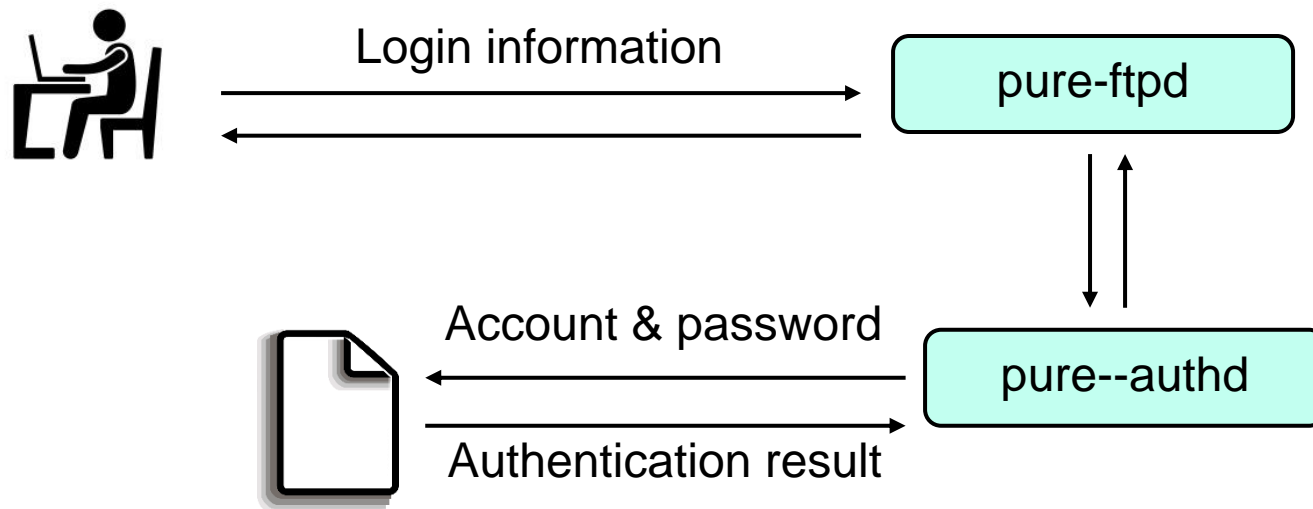 Login information
pure-ftpd
Account & password
pure--authd
Authentication result